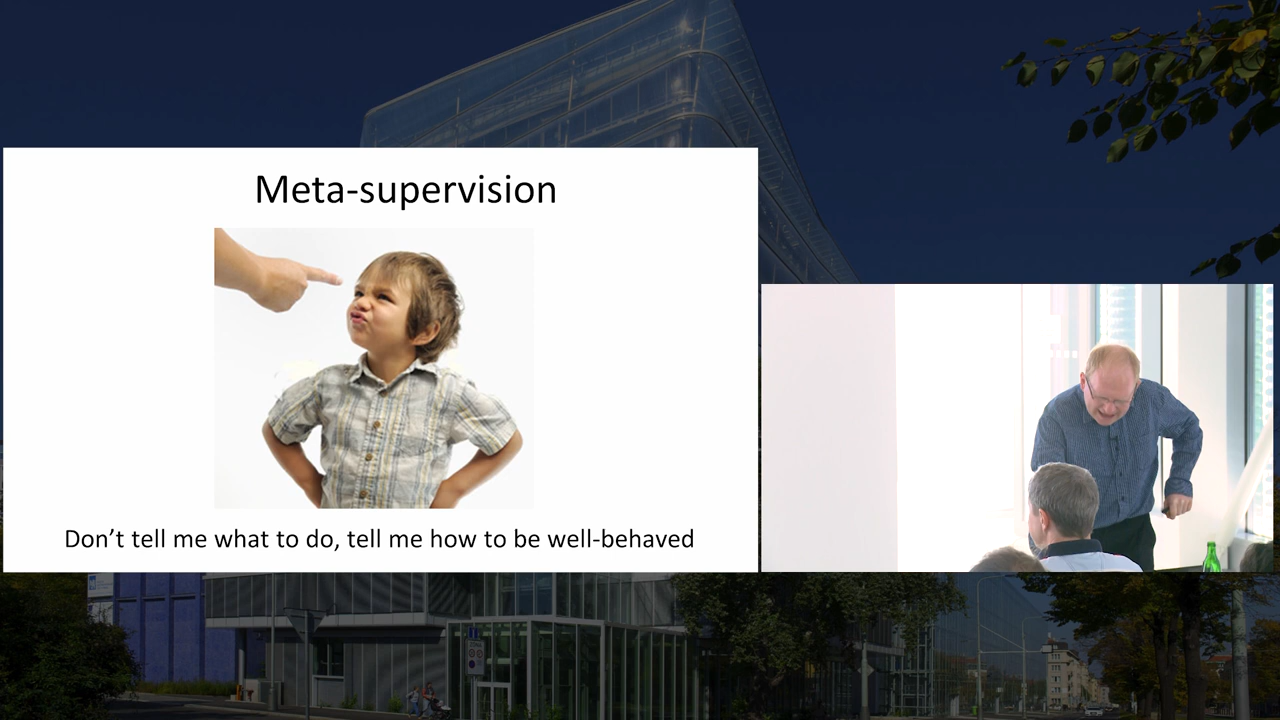 Meta-supervision
Don’t tell me what to do, tell me how to be well-behaved